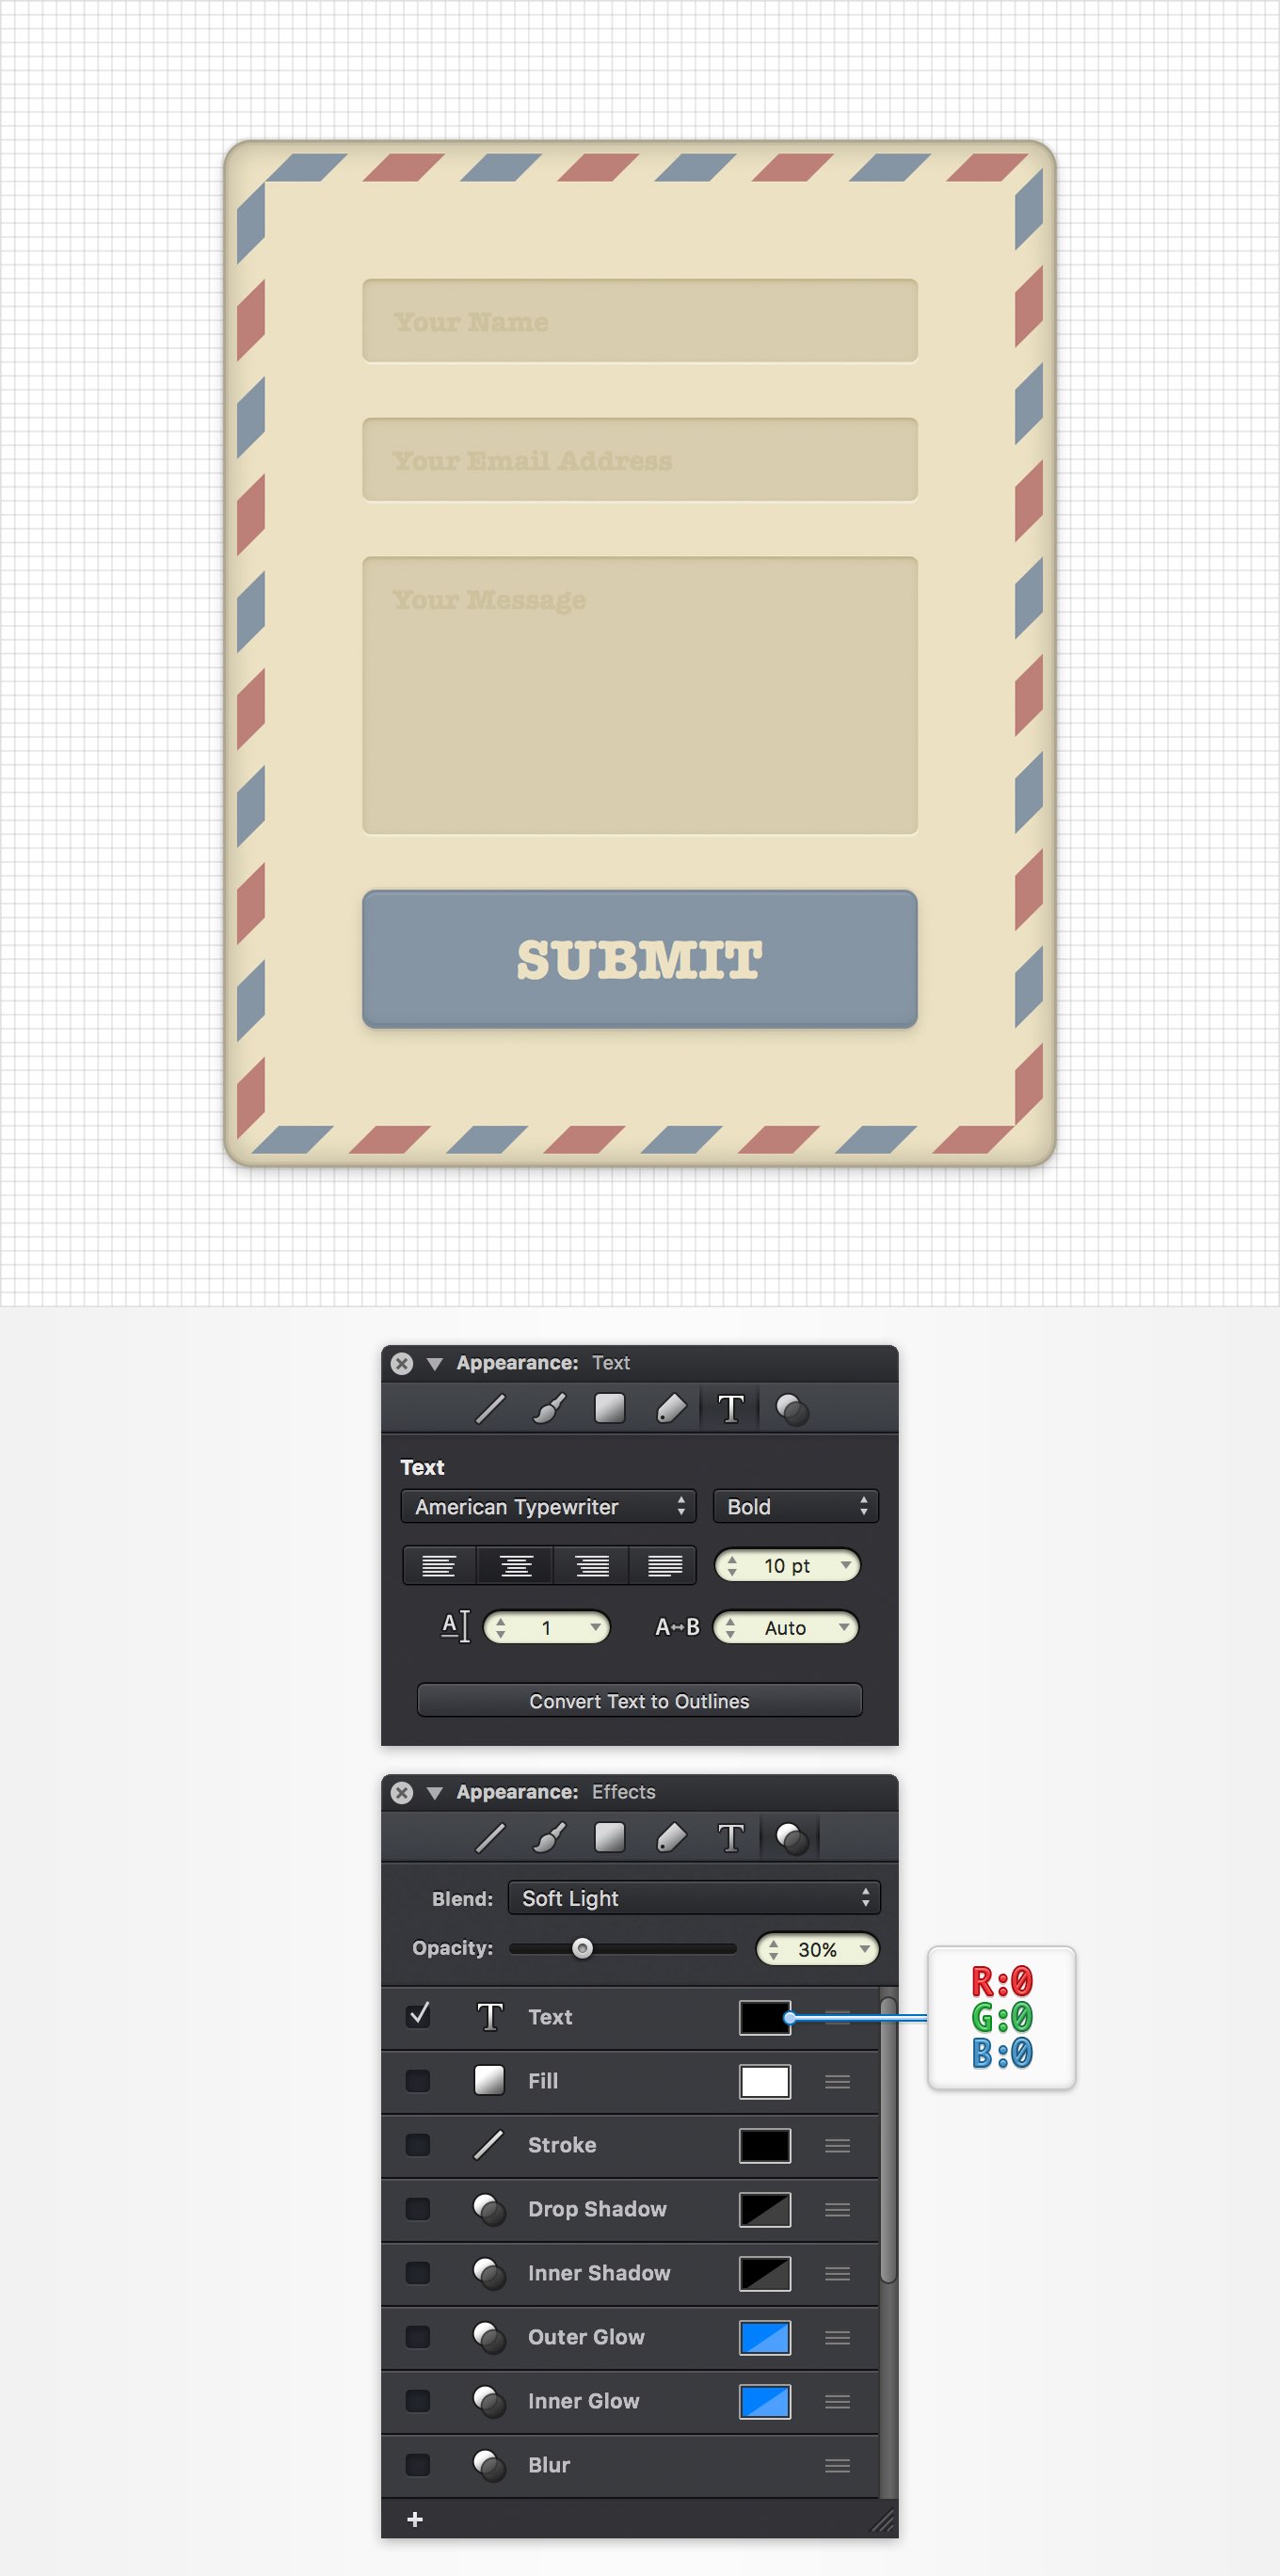 Your Name
Your Email Address
Your Message
SUBMIT
Appearance: Text
T
Text
American Typewriter Bold
10 pt
A 1 A↔B Auto
Convert Text to Outlines
Appearance: Effects
T
Blend: Soft Light
Opacity: 30%
T Text
R:0
G:0
B:0
Fill
Stroke
Drop Shadow
Inner Shadow
Outer Glow
Inner Glow
Blur
+